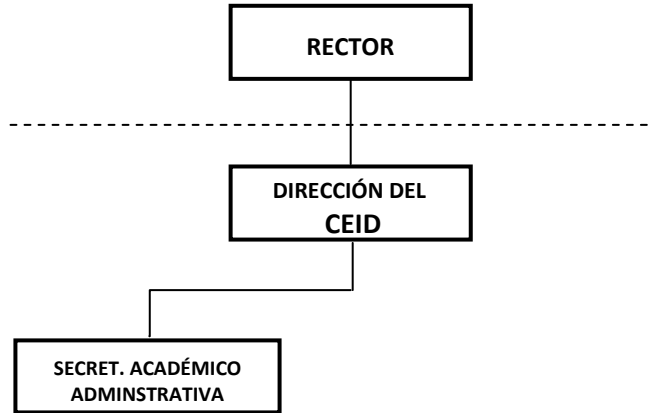 RECTOR
DIRECCIÓN DEL
CEID
SECRET. ACADÉMICO
ADMINSTRATIVA